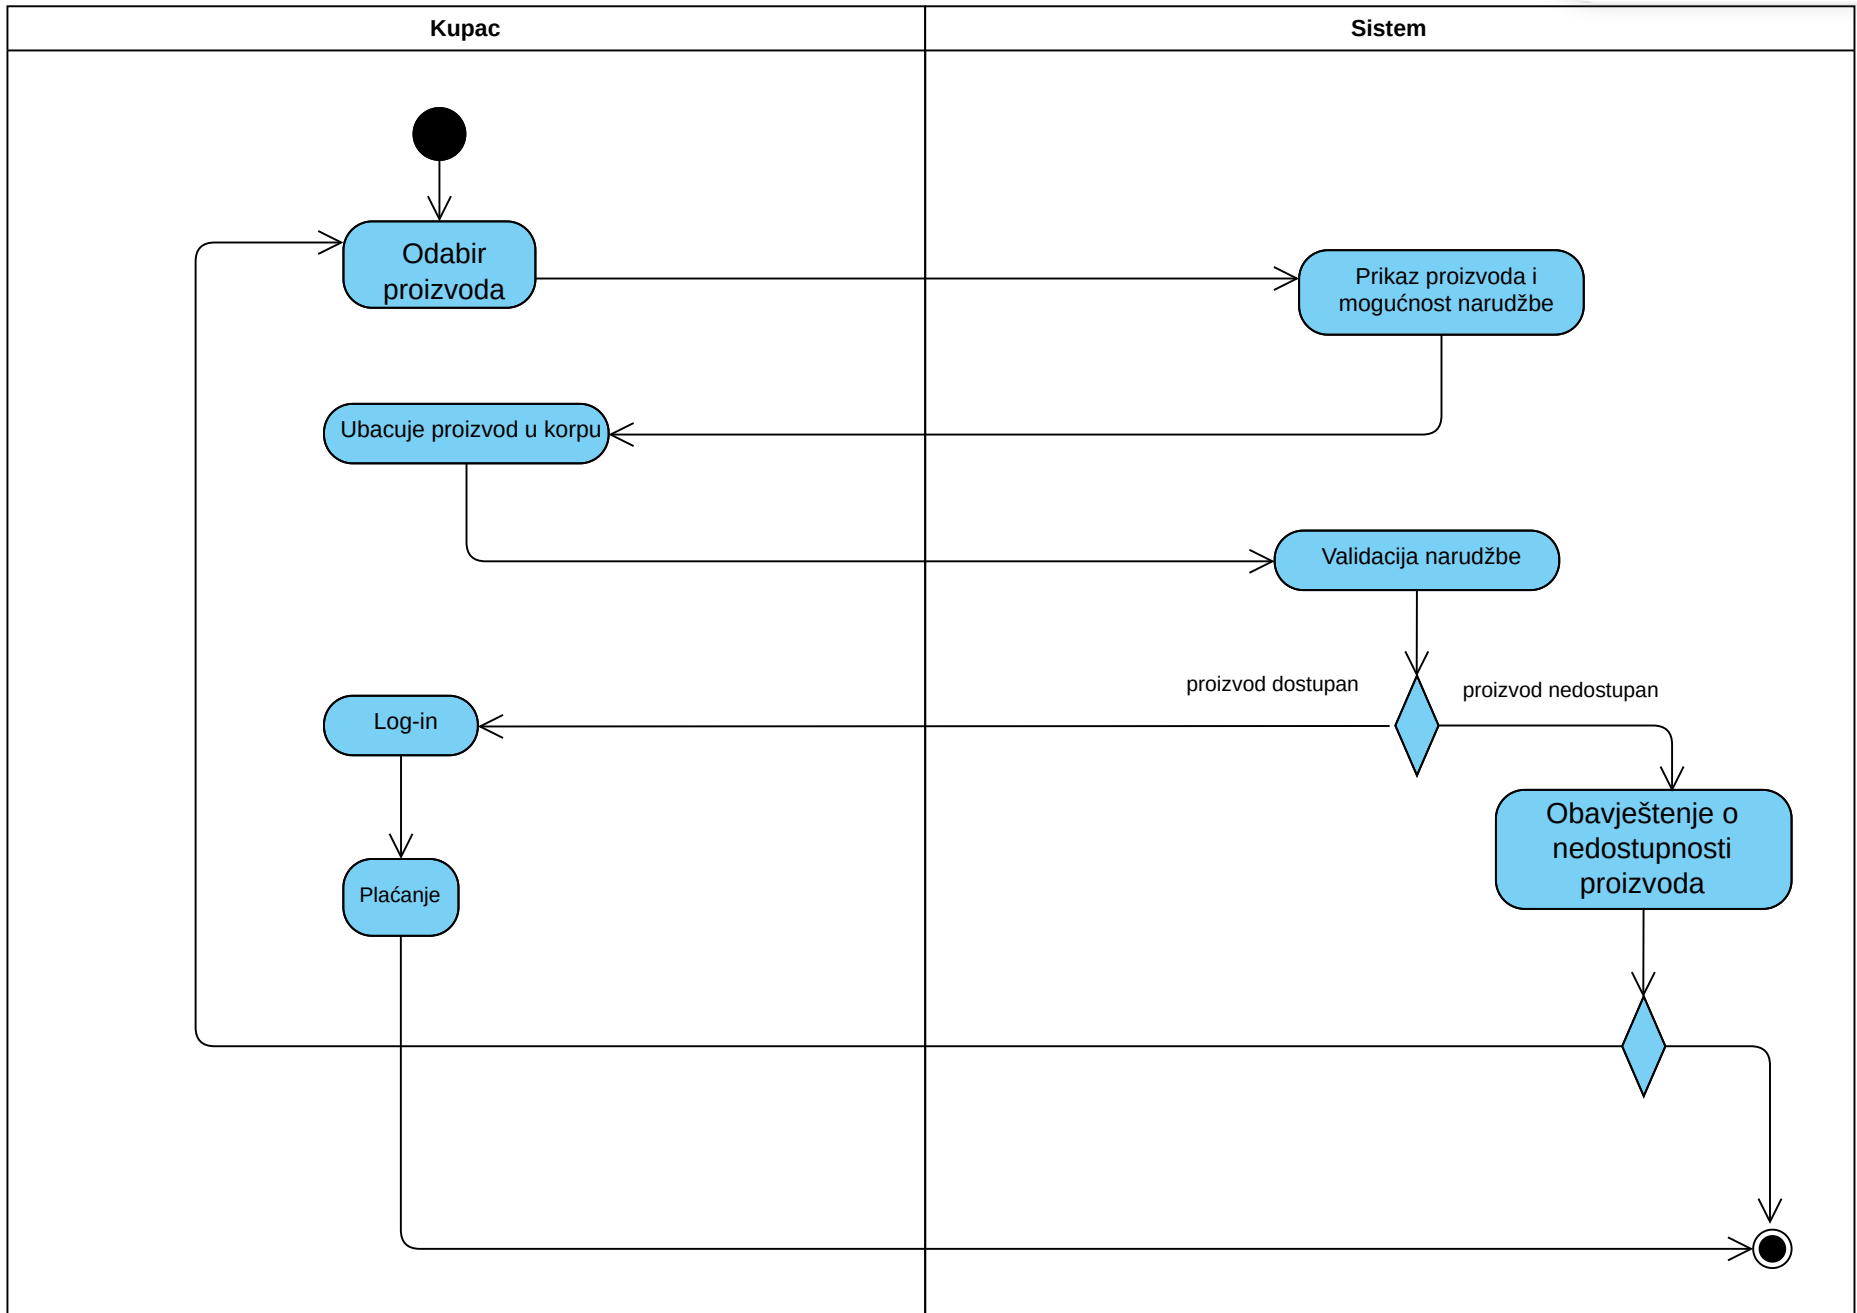 Kupac
Sistem
Odabir
proizvoda
Prikaz proizvoda i
mogućnost narudžbe
Ubacuje proizvod u korpu
Validacija narudžbe
proizvod dostupan
proizvod nedostupan
Log-in
Obavještenje o
nedostupnosti
proizvoda
Plaćanje